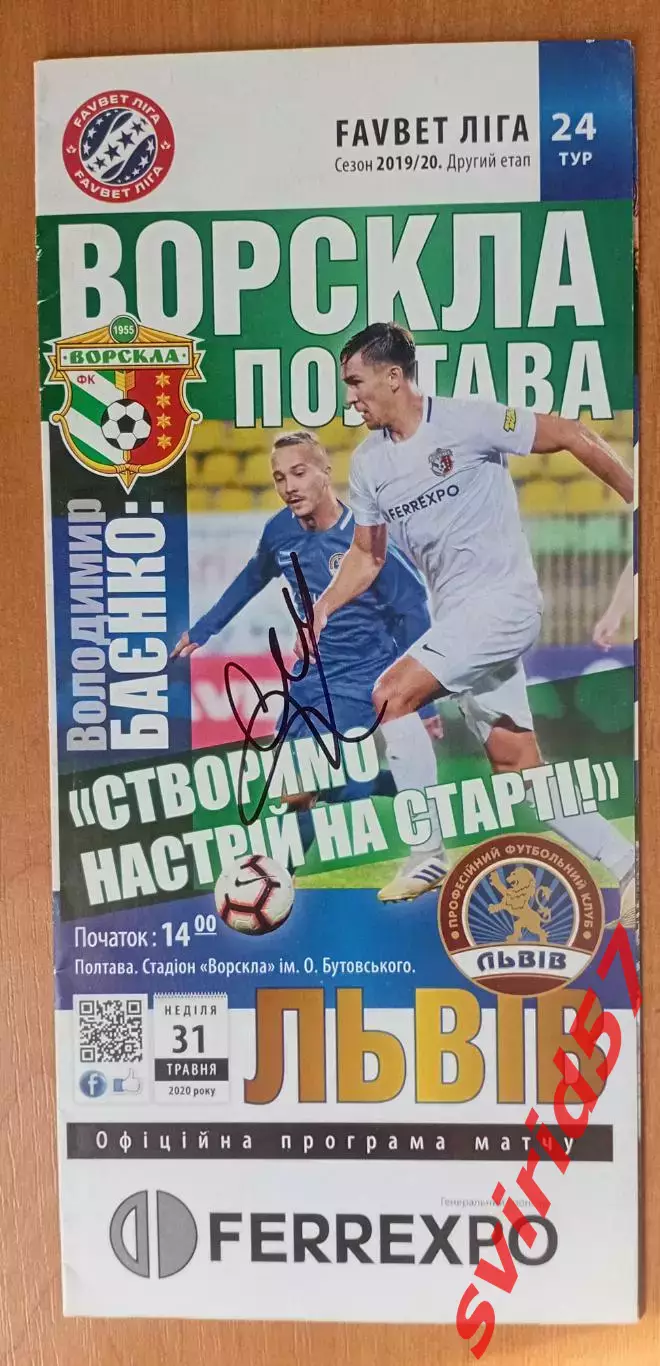 FAVBET ЛІГА
FAVBET ЛІГА
FAVBET ЛІГА
Сезон 2019/20. Другий етап
24
ТУР
ВОРСКЛА
ПОЛТАВА
1955
ВОРСКЛА
ФК
FERREXPO
Володимир
БАЄНКО:
«СТВОРИМО
НАСТРІЙ НА СТАРТІ!»
ПРОФЕСІЙНИЙ ФУТБОЛЬНИЙ КЛУБ
ЛЬВІВ
Початок: 14 00
Полтава. Стадіон «Ворскла» ім. О. Бутовського.
НЕДІЛЯ
31
ТРАВНЯ
2020 року
ЛЬВІВ
Офіційна програма матчу
Генеральний
FERREXPO
svirid57